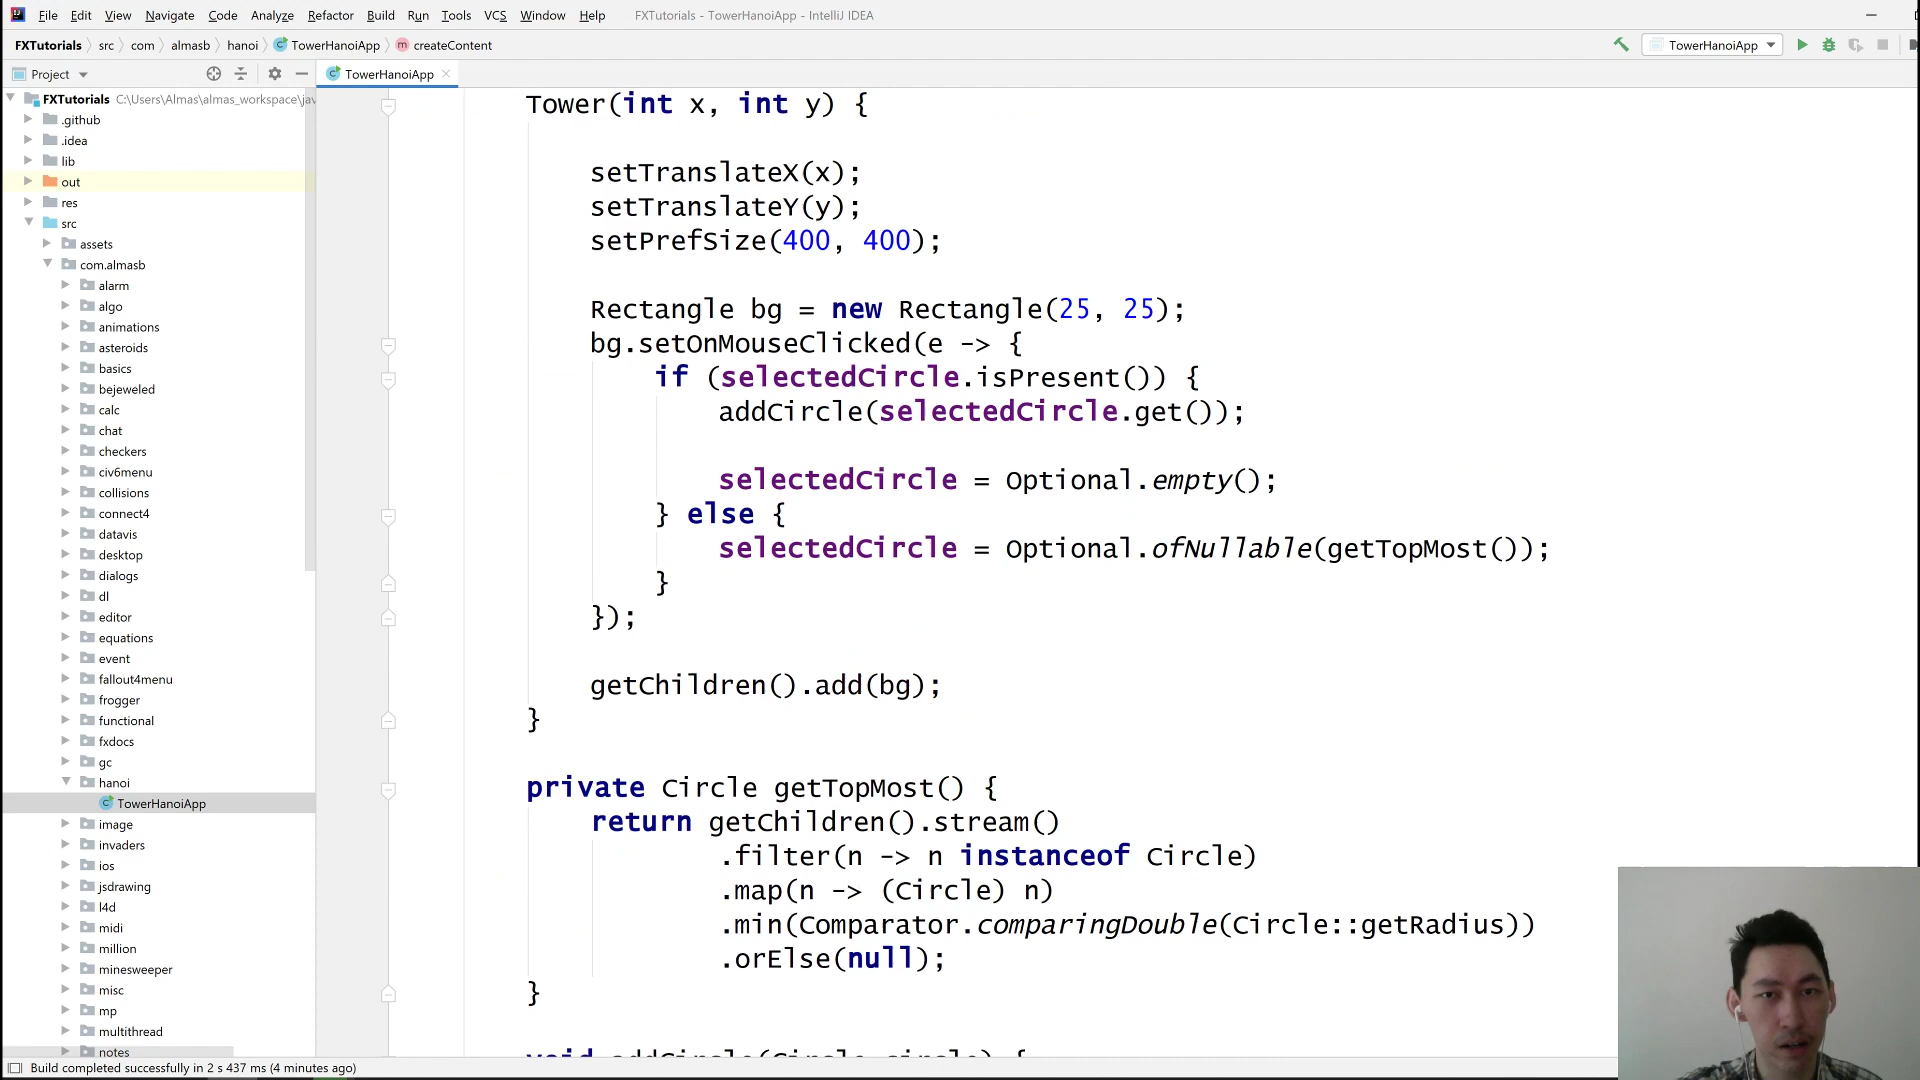 File Edit View Navigate Code Analyze Refactor Build Run Tools VCS Window Help FXTutorials - TowerHanoiApp - IntelliJ IDEA
FXTutorials src com almasb hanoi TowerHanoiApp createContent TowerHanoiApp
Project TowerHanoiApp
FXTutorials C:\Users\Almas\almas_workspace\jav
.github
.idea
lib
out
res
src
assets
com.almasb
alarm
algo
animations
asteroids
basics
bejeweled
calc
chat
checkers
civ6menu
collisions
connect4
datavis
desktop
dialogs
dl
editor
equations
event
fallout4menu
frogger
functional
fxdocs
gc
hanoi
TowerHanoiApp
image
invaders
ios
jsdrawing
l4d
midi
million
minesweeper
misc
mp
multithread
notes
Tower(int x, int y) {
setTranslateX(x);
setTranslateY(y);
setPrefSize(400, 400);
Rectangle bg = new Rectangle(25, 25);
bg.setOnMouseClicked(e -> {
if (selectedCircle.isPresent()) {
addCircle(selectedCircle.get());
selectedCircle = Optional.empty();
} else {
selectedCircle = Optional.ofNullable(getTopMost());
}
});
getChildren().add(bg);
}
private Circle getTopMost() {
return getChildren().stream()
.filter(n -> n instanceof Circle)
.map(n -> (Circle) n)
.min(Comparator.comparingDouble(Circle::getRadius))
.orElse(null);
}
void addCircle(Circle circle) {
Build completed successfully in 2 s 437 ms (4 minutes ago)